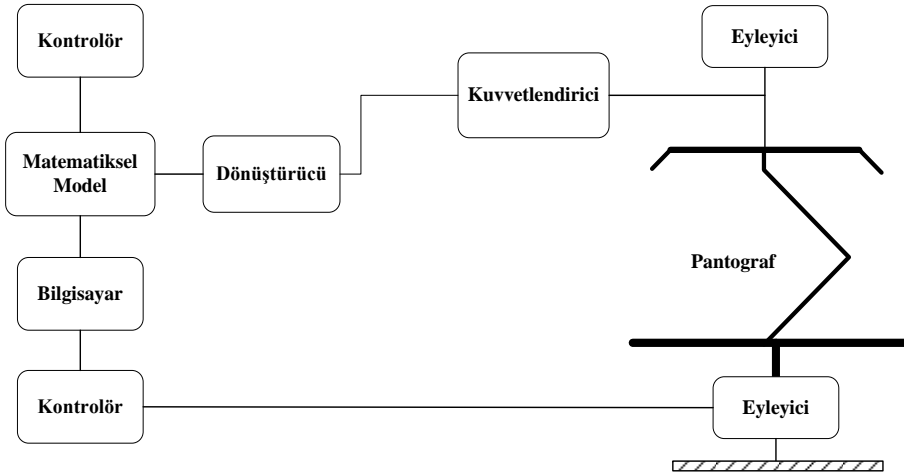 Kontrolör
Eyleyici
Kuvvetlendirici
Matematiksel
Model
Dönüştürücü
Pantograf
Bilgisayar
Kontrolör
Eyleyici